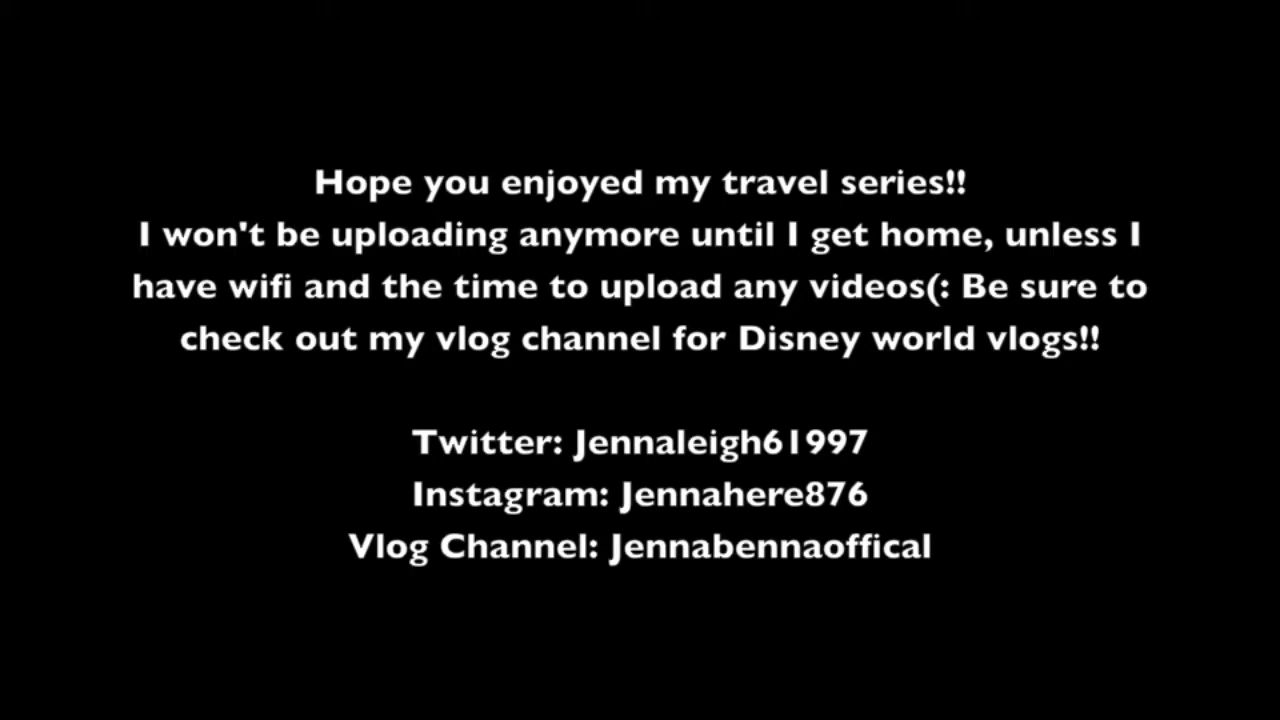 Hope you enjoyed my travel series!!
I won't be uploading anymore until I get home, unless I
have wifi and the time to upload any videos(: Be sure to
check out my vlog channel for Disney world vlogs!!
Twitter: Jennaleigh61997
Instagram: Jennahere876
Vlog Channel: Jennabennaoffical